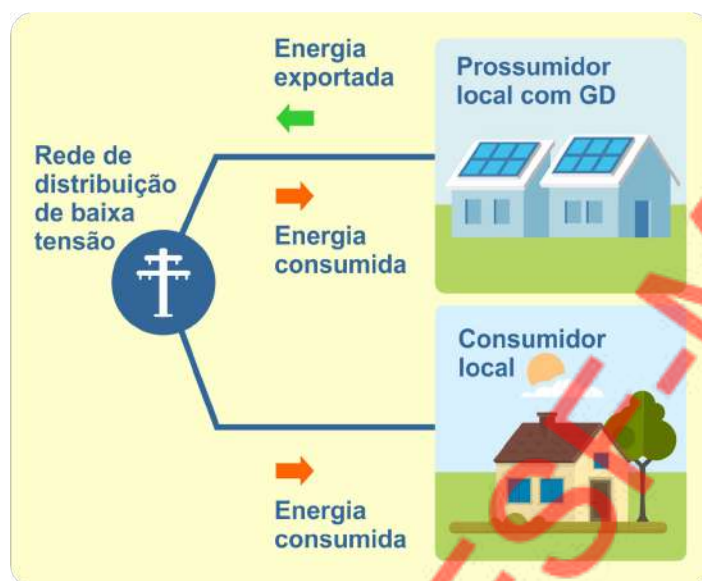 Energia
exportada
Prossumidor
local com GD
Rede de
distribuição
de baixa
tensão
Energia
consumida
Consumidor
local
Energia
consumida